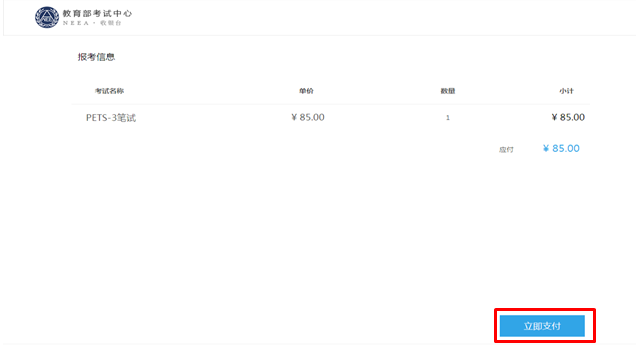 教育部考试中心
NEEA - 收银台
报考信息
考试名称 单价 数量 小计
PETS-3笔试 ¥ 85.00 1 ¥ 85.00
应付 ¥ 85.00
立即支付